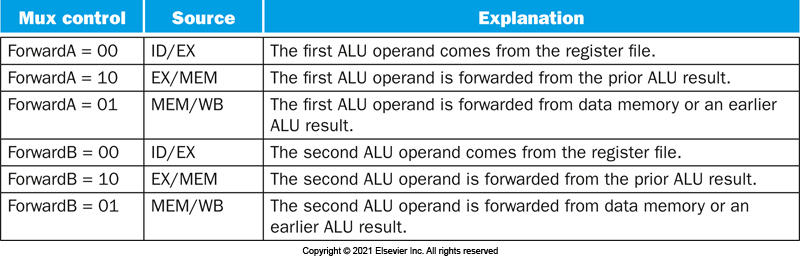 Mux control Source Explanation
ForwardA = 00 ID/EX The first ALU operand comes from the register file.
ForwardA = 10 EX/MEM The first ALU operand is forwarded from the prior ALU result.
ForwardA = 01 MEM/WB The first ALU operand is forwarded from data memory or an earlier
ALU result.
ForwardB = 00 ID/EX The second ALU operand comes from the register file.
ForwardB = 10 EX/MEM The second ALU operand is forwarded from the prior ALU result.
ForwardB = 01 MEM/WB The second ALU operand is forwarded from data memory or an
earlier ALU result.
Copyright © 2021 Elsevier Inc. All rights reserved